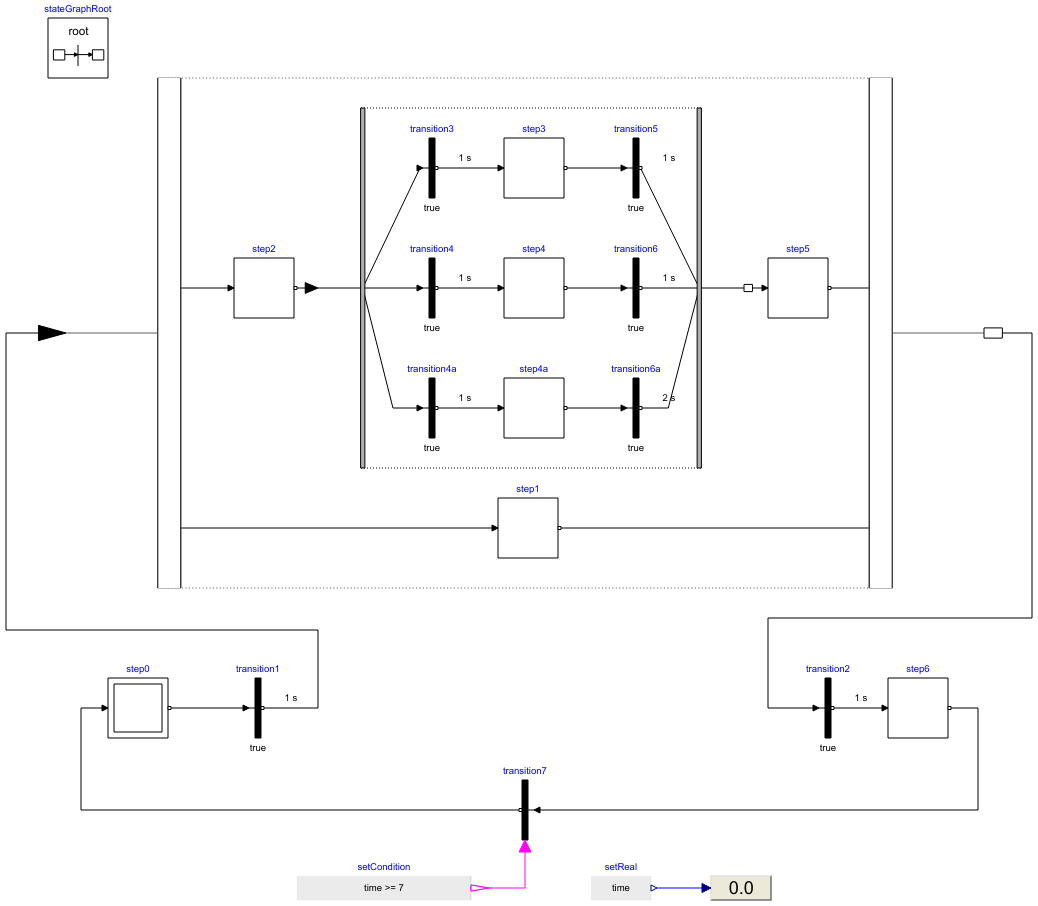 stateGraphRoot
root
transition3
step3
transition5
1 s
1 s
true
true
step2
transition4
step4
transition6
step5
1 s
1 s
true
true
transition4a
step4a
transition6a
1 s
2 s
true
true
step1
step0
transition1
transition2
step6
1 s
1 s
true
true
transition7
setCondition
setReal
time >= 7
time
0.0